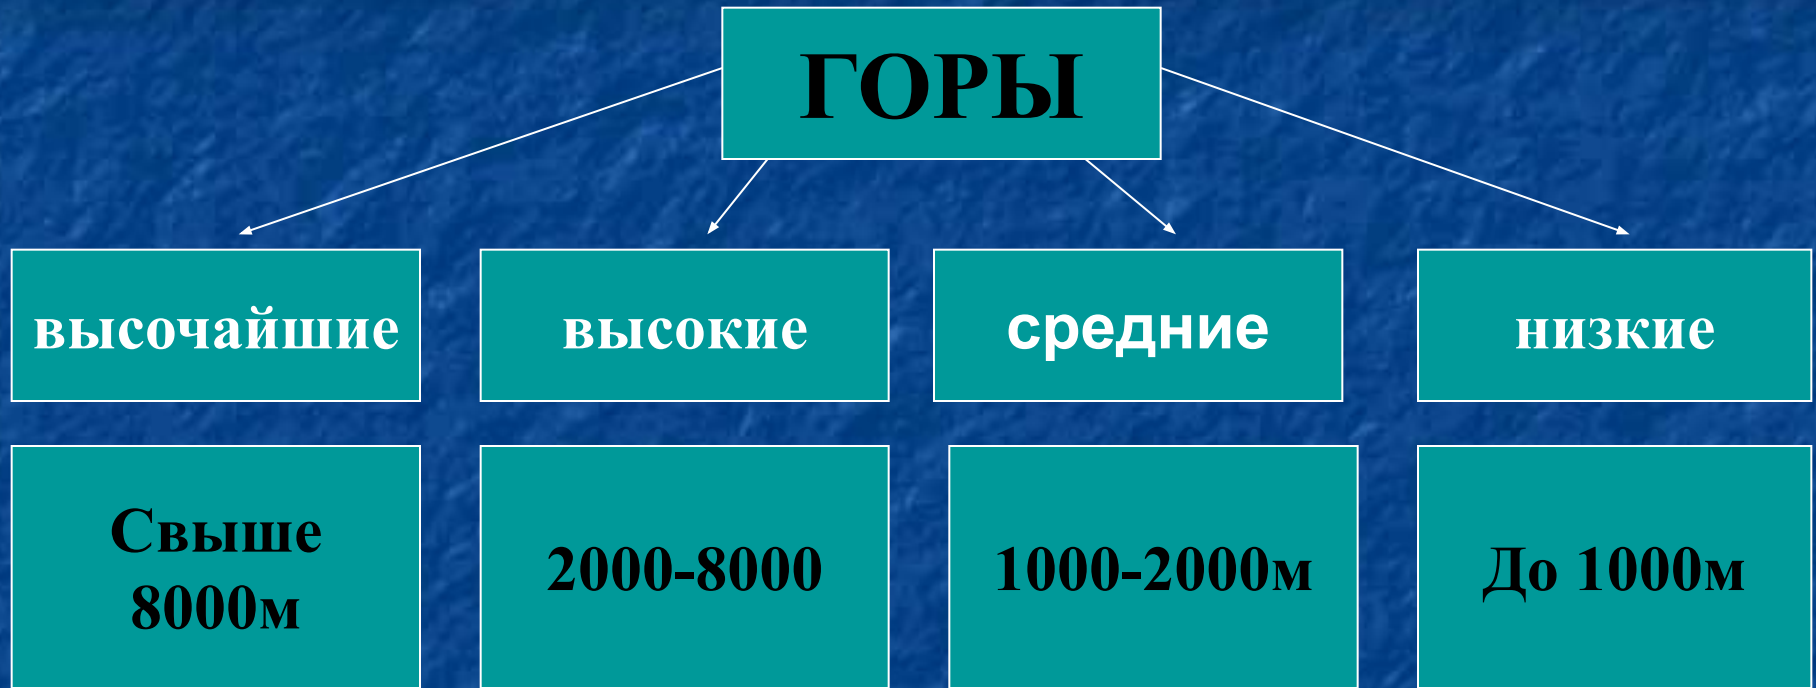 ГОРЫ
высочайшие
высокие
средние
низкие
Свыше
8000м
2000-8000
1000-2000м
До 1000м